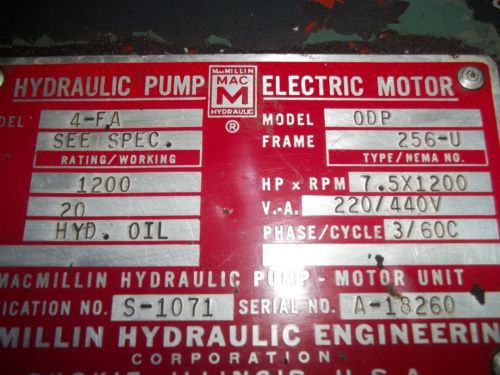 HYDRAULIC PUMP
MacMILLIN
MAC
M
HYDRAULIC
®
ELECTRIC MOTOR
4-FA
SEE SPEC.
RATING/WORKING
1200
20
HYD. OIL
MODEL ODP
FRAME 256-U
TYPE/NEMA NO.
HP x RPM 7.5X1200
V.-A. 220/440V
PHASE/CYCLE 3/60C
MACMILLIN HYDRAULIC PUMP - MOTOR UNIT
ICATION NO. S-1071 SERIAL NO. A-18260
MILLIN HYDRAULIC ENGINEERIN
CORPORATION
ILLINOIS, U.S.A.